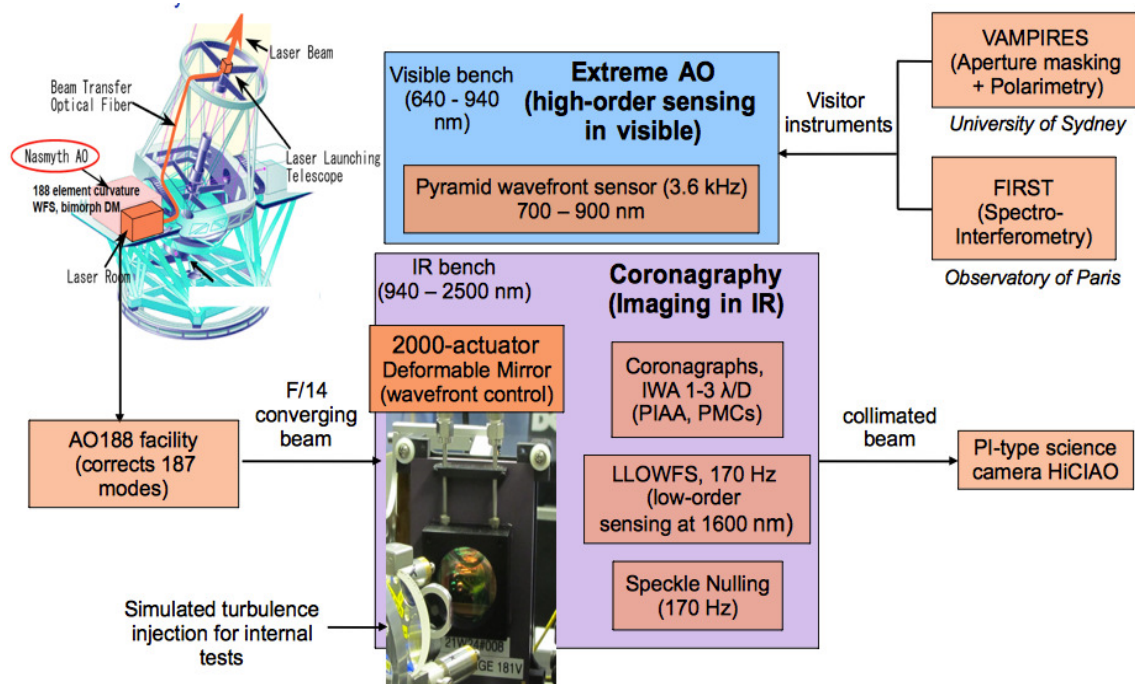 Laser Beam
Beam Transfer
Optical Fiber
Laser Launching
Telescope
Nasmyth AO
188 element curvature
WFS, bimorph DM.
Laser Room
Visible bench
(640 - 940
nm)
Extreme AO
(high-order sensing
in visible)
Pyramid wavefront sensor (3.6 kHz)
700 – 900 nm
Visitor
instruments
VAMPIRES
(Aperture masking
+ Polarimetry)
University of Sydney
FIRST
(Spectro-
Interferometry)
Observatory of Paris
IR bench
(940 – 2500 nm)
Coronagraphy
(Imaging in IR)
2000-actuator
Deformable Mirror
(wavefront control)
Coronagraphs,
IWA 1-3 λ/D
(PIAA, PMCs)
LLOWFS, 170 Hz
(low-order
sensing at 1600 nm)
Speckle Nulling
(170 Hz)
AO188 facility
(corrects 187
modes)
F/14
converging
beam
collimated
beam
PI-type science
camera HiCIAO
Simulated turbulence
injection for internal
tests
GE 181V